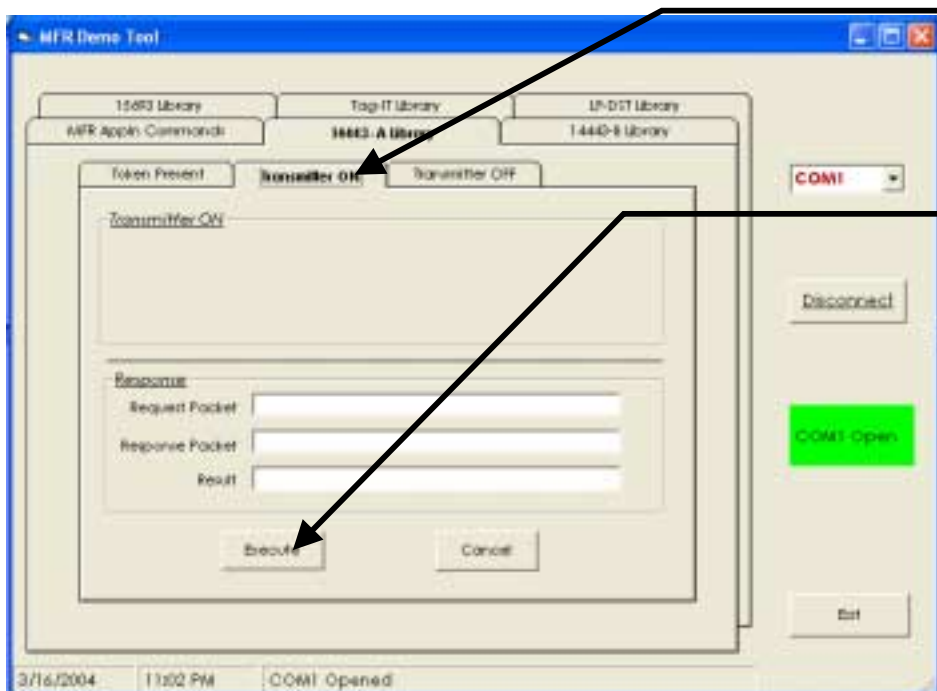 MFR Demo Tool
15693 Library Tag-IT Library LF-DST Library
MFR Appln Commands 14443-A Library 14443-B Library
Token Present Transmitter ON Transmitter OFF
COM1
Transmitter ON
Disconnect
Response
Request Packet
Response Packet
COM1 Open
Result
Execute Cancel
Exit
3/16/2004 11:02 PM COM1 Opened